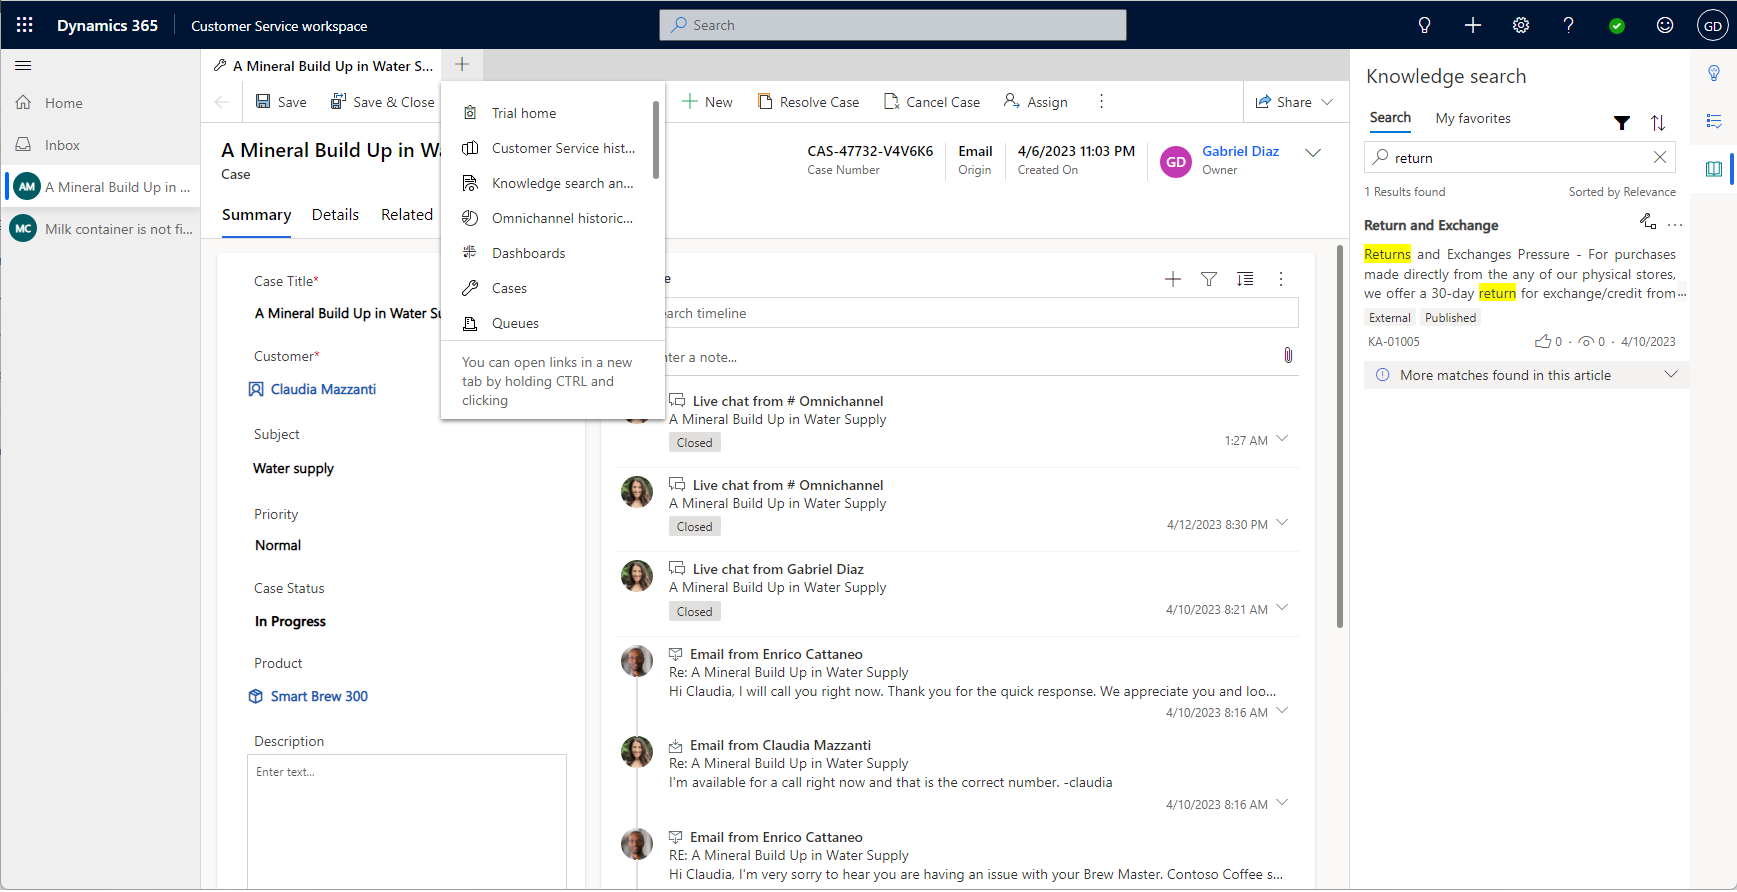 Dynamics 365
Customer Service workspace
Search
GD
Home
Inbox
AM
A Mineral Build Up in ...
MC
Milk container is not fi...
A Mineral Build Up in Water S...
Save
Save & Close
New
Resolve Case
Cancel Case
Assign
Share
Trial home
Customer Service hist...
Knowledge search an...
Omnichannel historic...
Dashboards
Cases
Queues
You can open links in a new
tab by holding CTRL and
clicking
A Mineral Build Up in Wa
Case
CAS-47732-V4V6K6
Case Number
Email
Origin
4/6/2023 11:03 PM
Created On
GD
Gabriel Diaz
Owner
Summary
Details
Related
Case Title*
A Mineral Build Up in Water Su
Customer*
Claudia Mazzanti
Subject
Water supply
Priority
Normal
Case Status
In Progress
Product
Smart Brew 300
Description
Enter text...
e
earch timeline
nter a note...
Live chat from # Omnichannel
A Mineral Build Up in Water Supply
Closed
1:27 AM
Live chat from # Omnichannel
A Mineral Build Up in Water Supply
Closed
4/12/2023 8:30 PM
Live chat from Gabriel Diaz
A Mineral Build Up in Water Supply
Closed
4/10/2023 8:21 AM
Email from Enrico Cattaneo
Re: A Mineral Build Up in Water Supply
Hi Claudia, I will call you right now. Thank you for the quick response. We appreciate you and loo...
4/10/2023 8:16 AM
Email from Claudia Mazzanti
Re: A Mineral Build Up in Water Supply
I'm available for a call right now and that is the correct number. -claudia
4/10/2023 8:16 AM
Email from Enrico Cattaneo
RE: A Mineral Build Up in Water Supply
Hi Claudia, I'm very sorry to hear you are having an issue with your Brew Master. Contoso Coffee s...
Knowledge search
Search
My favorites
return
1 Results found
Sorted by Relevance
Return and Exchange
Returns and Exchanges Pressure - For purchases
made directly from the any of our physical stores,
we offer a 30-day return for exchange/credit from...
External
Published
KA-01005
0 · 0 · 4/10/2023
More matches found in this article